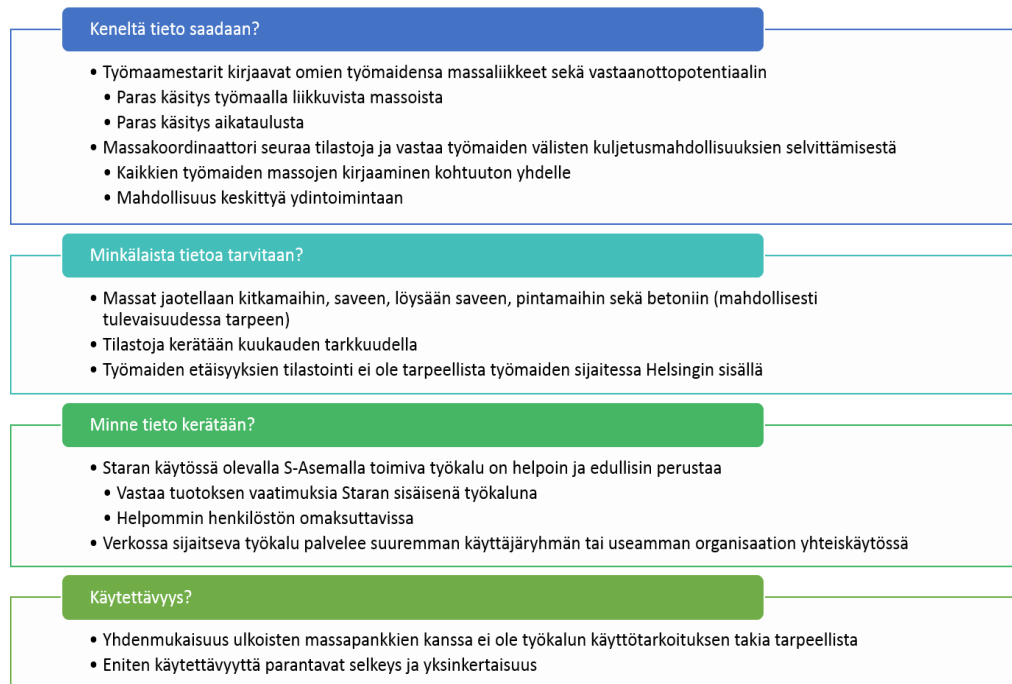 Keneltä tieto saadaan?
• Työmaamestarit kirjaavat omien työmaidensa massaliikkeet sekä vastaanottopotentiaalin
• Paras käsitys työmaalla liikkuvista massoista
• Paras käsitys aikataulusta
• Massakoordinaattori seuraa tilastoja ja vastaa työmaiden välisten kuljetusmahdollisuuksien selvittämisestä
• Kaikkien työmaiden massojen kirjaaminen kohtuuton yhdelle
• Mahdollisuus keskittyä ydintoimintaan
Minkälaista tietoa tarvitaan?
• Massat jaotellaan kitkamaihin, saveen, löysään saveen, pintamaihin sekä betoniin (mahdollisesti
tulevaisuudessa tarpeen)
• Tilastoja kerätään kuukauden tarkkuudella
• Työmaiden etäisyyksien tilastointi ei ole tarpeellista työmaiden sijaitessa Helsingin sisällä
Minne tieto kerätään?
• Staran käytössä olevalla S-Asemalla toimiva työkalu on helpoin ja edullisin perustaa
• Vastaa tuotoksen vaatimuksia Staran sisäisenä työkaluna
• Helpommin henkilöstön omaksuttavissa
• Verkossa sijaitseva työkalu palvelee suuremman käyttäjäryhmän tai useamman organisaation yhteiskäytössä
Käytettävyys?
• Yhdenmukaisuus ulkoisten massapankkien kanssa ei ole työkalun käyttötarkoituksen takia tarpeellista
• Eniten käytettävyyttä parantavat selkeys ja yksinkertaisuus